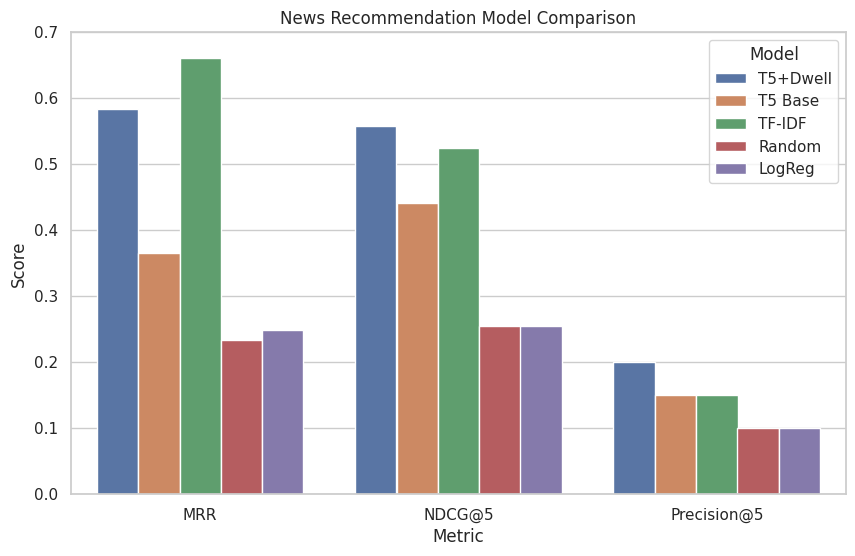 News Recommendation Model Comparison
Model
T5+Dwell
T5 Base
TF-IDF
Random
LogReg
Score
0.7
0.6
0.5
0.4
0.3
0.2
0.1
0.0
MRR
NDCG@5
Precision@5
Metric